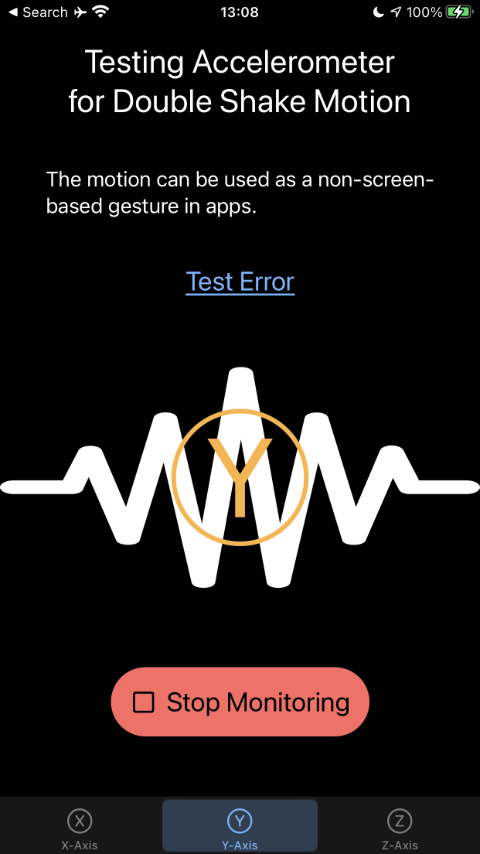 Search 13:08 100%
Testing Accelerometer
for Double Shake Motion
The motion can be used as a non-screen-
based gesture in apps.
Test Error
Y
Stop Monitoring
X Y Z
X-Axis Y-Axis Z-Axis